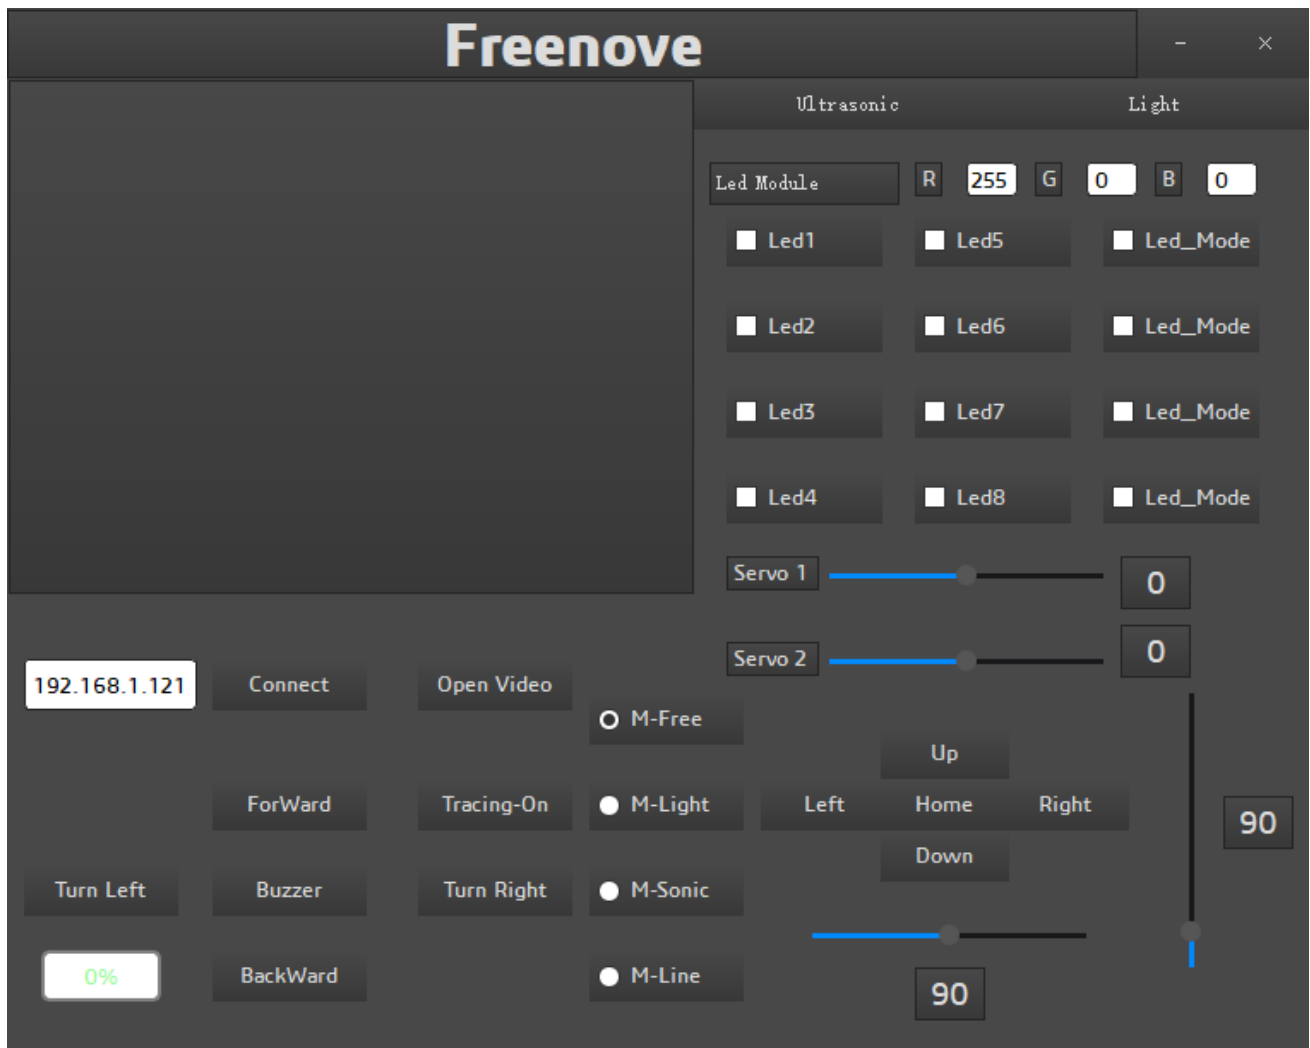 Freenove
Ultrasonic Light
Led Module R 255 G 0 B 0
Led1 Led5 Led_Mode
Led2 Led6 Led_Mode
Led3 Led7 Led_Mode
Led4 Led8 Led_Mode
Servo 1 0
Servo 2 0
192.168.1.121 Connect Open Video
M-Free
Up
ForWard Tracing-On M-Light Left Home Right 90
Down
Turn Left Buzzer Turn Right M-Sonic
0% BackWard M-Line
90